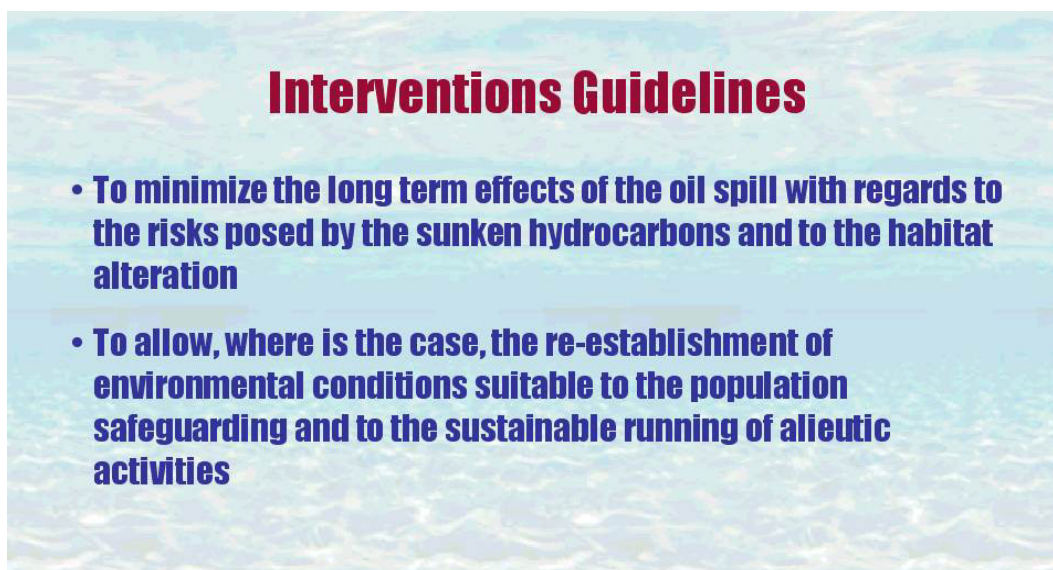 Interventions Guidelines
• To minimize the long term effects of the oil spill with regards to
the risks posed by the sunken hydrocarbons and to the habitat
alteration
• To allow, where is the case, the re-establishment of
environmental conditions suitable to the population
safeguarding and to the sustainable running of alieutic
activities